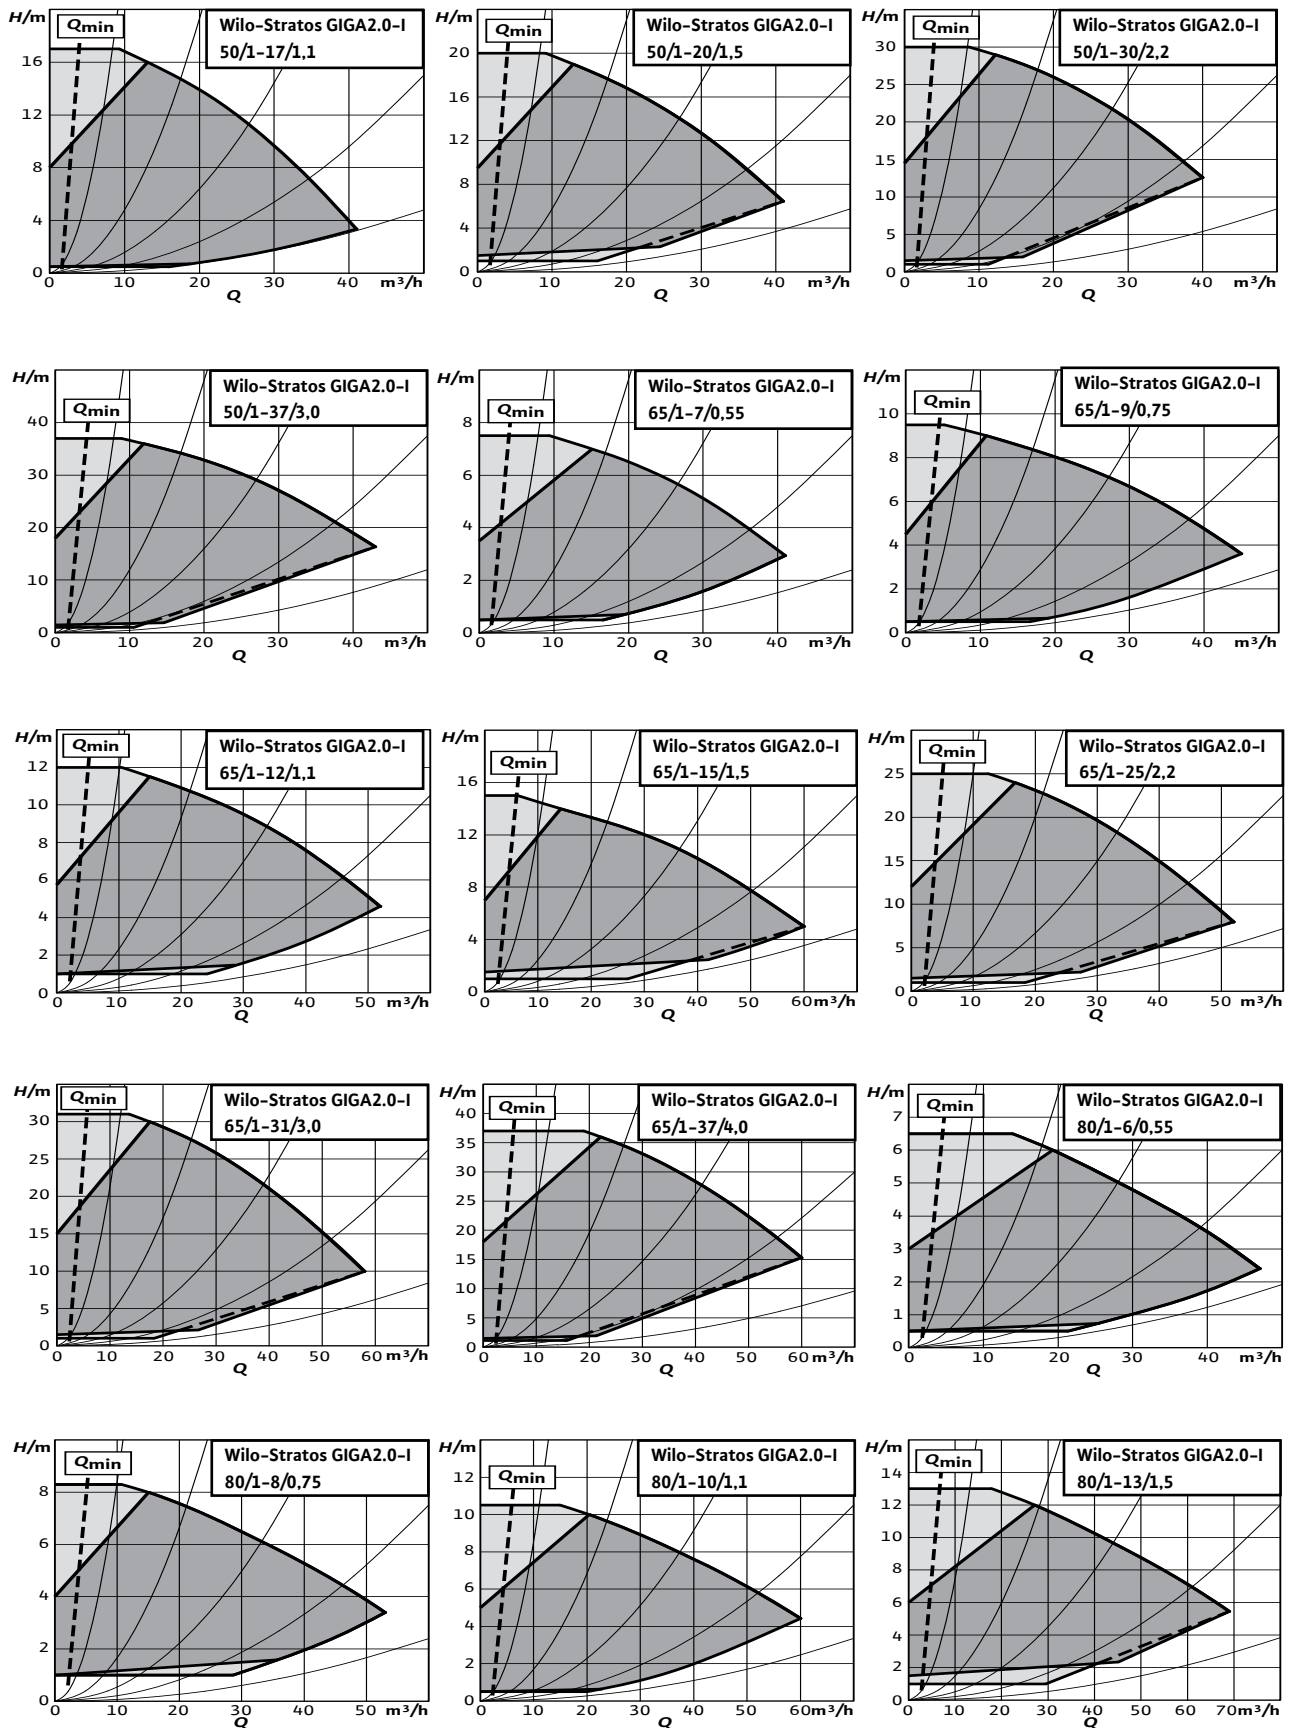 H/m
Qmin
Wilo-Stratos GIGA2.0-I
50/1-17/1,1
16
12
8
4
0
0 10 20 30 40 m³/h
Q
H/m
Qmin
Wilo-Stratos GIGA2.0-I
50/1-20/1,5
20
16
12
8
4
0
0 10 20 30 40 m³/h
Q
H/m
Qmin
Wilo-Stratos GIGA2.0-I
50/1-30/2,2
30
25
20
15
10
5
0
0 10 20 30 40 m³/h
Q
H/m
Qmin
Wilo-Stratos GIGA2.0-I
50/1-37/3,0
40
30
20
10
0
0 10 20 30 40 m³/h
Q
H/m
Qmin
Wilo-Stratos GIGA2.0-I
65/1-7/0,55
8
6
4
2
0
0 10 20 30 40 m³/h
Q
H/m
Qmin
Wilo-Stratos GIGA2.0-I
65/1-9/0,75
10
8
6
4
2
0
0 10 20 30 40 m³/h
Q
H/m
Qmin
Wilo-Stratos GIGA2.0-I
65/1-12/1,1
12
10
8
6
4
2
0
0 10 20 30 40 50 m³/h
Q
H/m
Qmin
Wilo-Stratos GIGA2.0-I
65/1-15/1,5
16
12
8
4
0
0 10 20 30 40 50 60 m³/h
Q
H/m
Qmin
Wilo-Stratos GIGA2.0-I
65/1-25/2,2
25
20
15
10
5
0
0 10 20 30 40 50 m³/h
Q
H/m
Qmin
Wilo-Stratos GIGA2.0-I
65/1-31/3,0
30
25
20
15
10
5
0
0 10 20 30 40 50 60 m³/h
Q
H/m
Qmin
Wilo-Stratos GIGA2.0-I
65/1-37/4,0
40
35
30
25
20
15
10
5
0
0 10 20 30 40 50 60 m³/h
Q
H/m
Qmin
Wilo-Stratos GIGA2.0-I
80/1-6/0,55
7
6
5
4
3
2
1
0
0 10 20 30 40 m³/h
Q
H/m
Qmin
Wilo-Stratos GIGA2.0-I
80/1-8/0,75
8
6
4
2
0
0 10 20 30 40 50 m³/h
Q
H/m
Qmin
Wilo-Stratos GIGA2.0-I
80/1-10/1,1
12
10
8
6
4
2
0
0 10 20 30 40 50 60 m³/h
Q
H/m
Qmin
Wilo-Stratos GIGA2.0-I
80/1-13/1,5
14
12
10
8
6
4
2
0
0 10 20 30 40 50 60 70 m³/h
Q